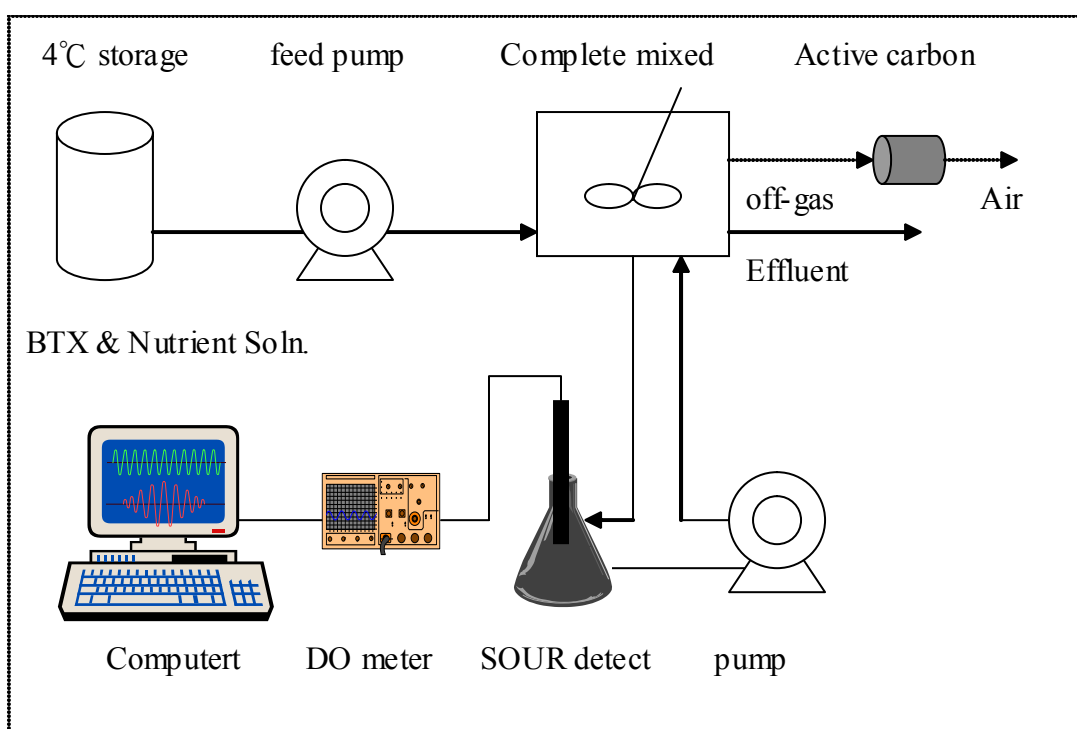 4℃ storage
feed pump
Complete mixed
Active carbon
off-gas
Air
Effluent
BTX & Nutrient Soln.
Computert
DO meter
SOUR detect
pump